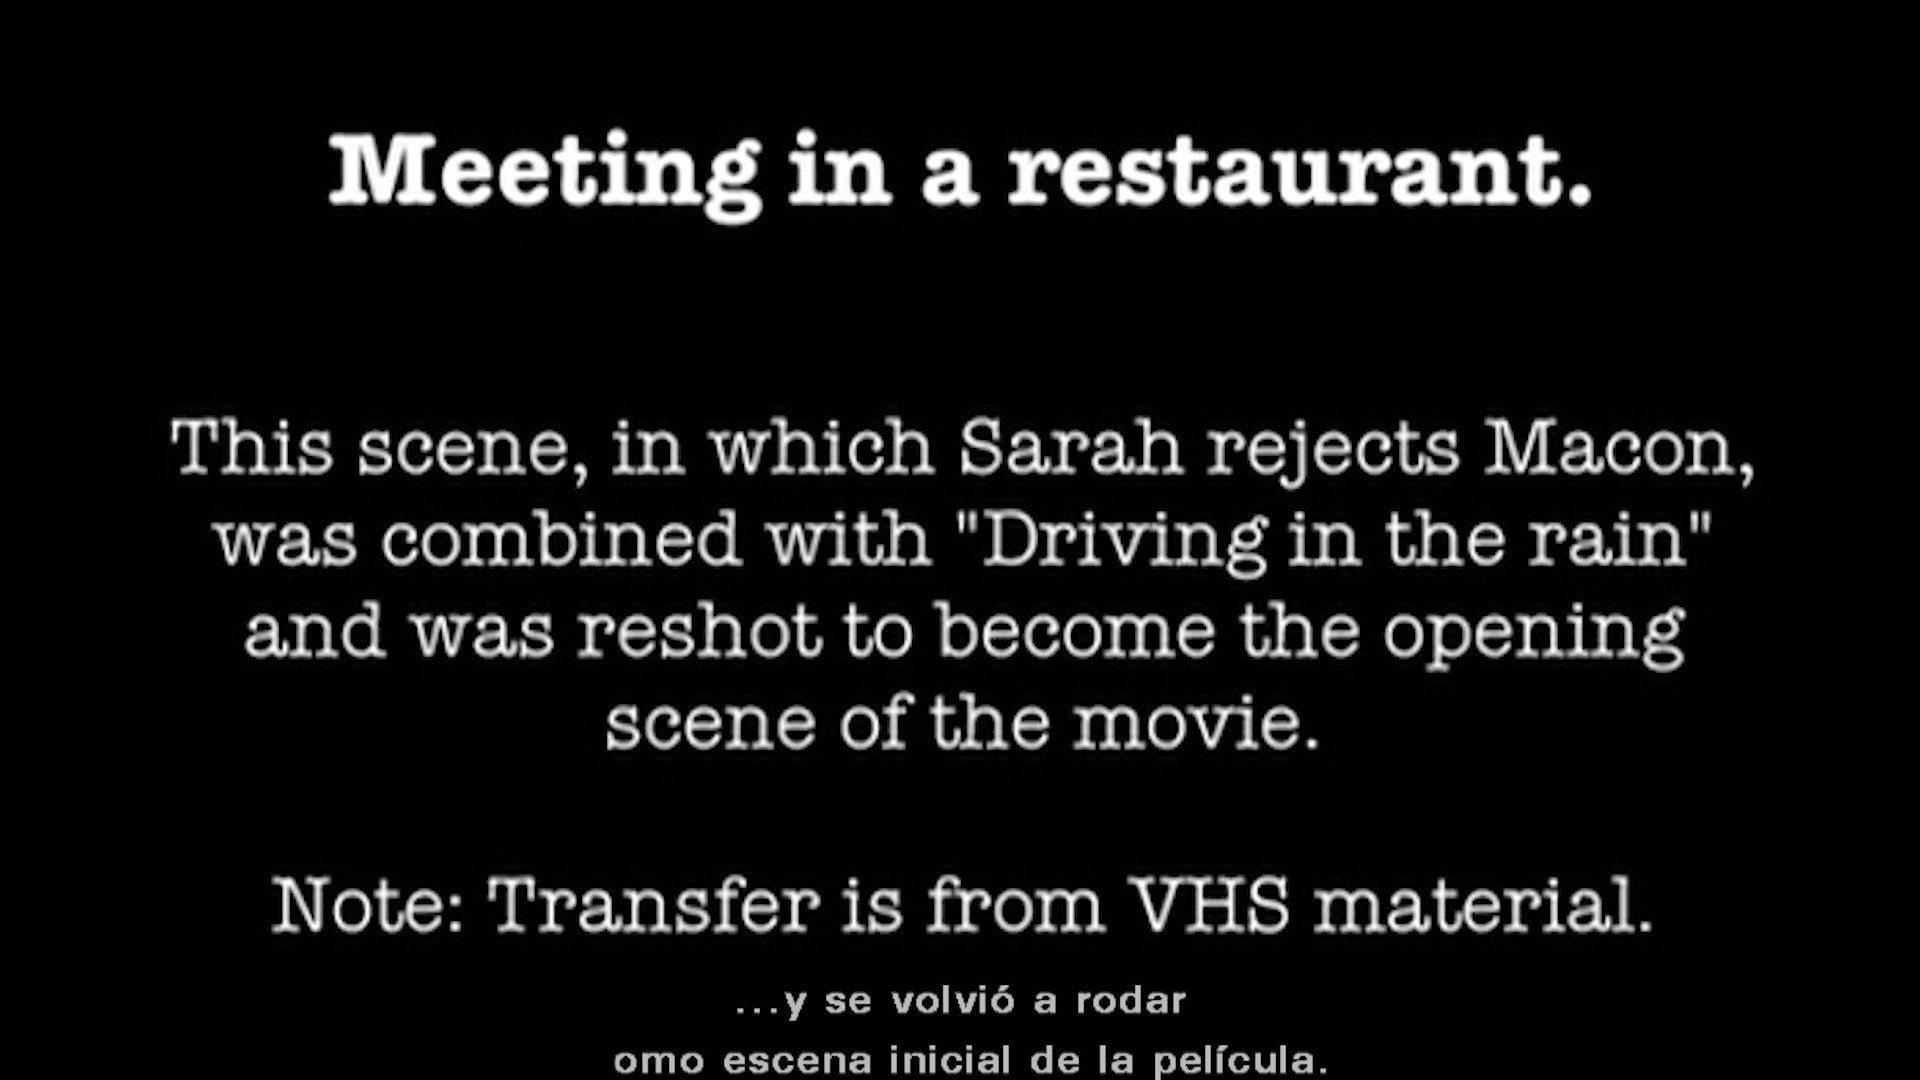 Meeting in a restaurant.
This scene, in which Sarah rejects Macon,
was combined with "Driving in the rain"
and was reshot to become the opening
scene of the movie.
Note: Transfer is from VHS material.
...y se volvió a rodar
omo escena inicial de la película.